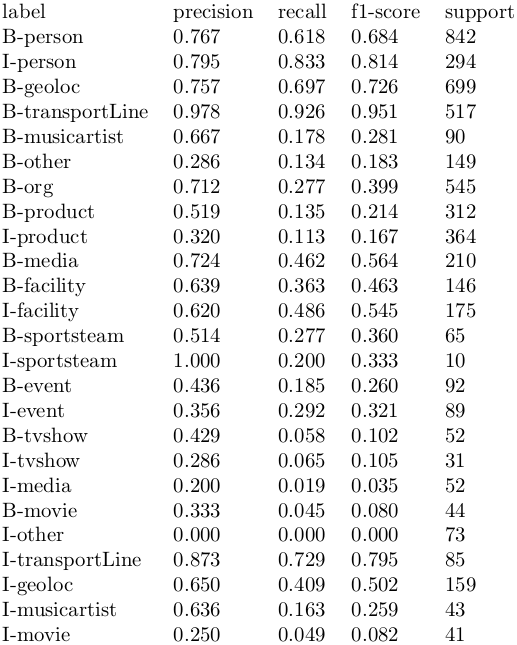 label precision recall f1-score support
B-person 0.767 0.618 0.684 842
I-person 0.795 0.833 0.814 294
B-geoloc 0.757 0.697 0.726 699
B-transportLine 0.978 0.926 0.951 517
B-musicartist 0.667 0.178 0.281 90
B-other 0.286 0.134 0.183 149
B-org 0.712 0.277 0.399 545
B-product 0.519 0.135 0.214 312
I-product 0.320 0.113 0.167 364
B-media 0.724 0.462 0.564 210
B-facility 0.639 0.363 0.463 146
I-facility 0.620 0.486 0.545 175
B-sportsteam 0.514 0.277 0.360 65
I-sportsteam 1.000 0.200 0.333 10
B-event 0.436 0.185 0.260 92
I-event 0.356 0.292 0.321 89
B-tvshow 0.429 0.058 0.102 52
I-tvshow 0.286 0.065 0.105 31
I-media 0.200 0.019 0.035 52
B-movie 0.333 0.045 0.080 44
I-other 0.000 0.000 0.000 73
I-transportLine 0.873 0.729 0.795 85
I-geoloc 0.650 0.409 0.502 159
I-musicartist 0.636 0.163 0.259 43
I-movie 0.250 0.049 0.082 41